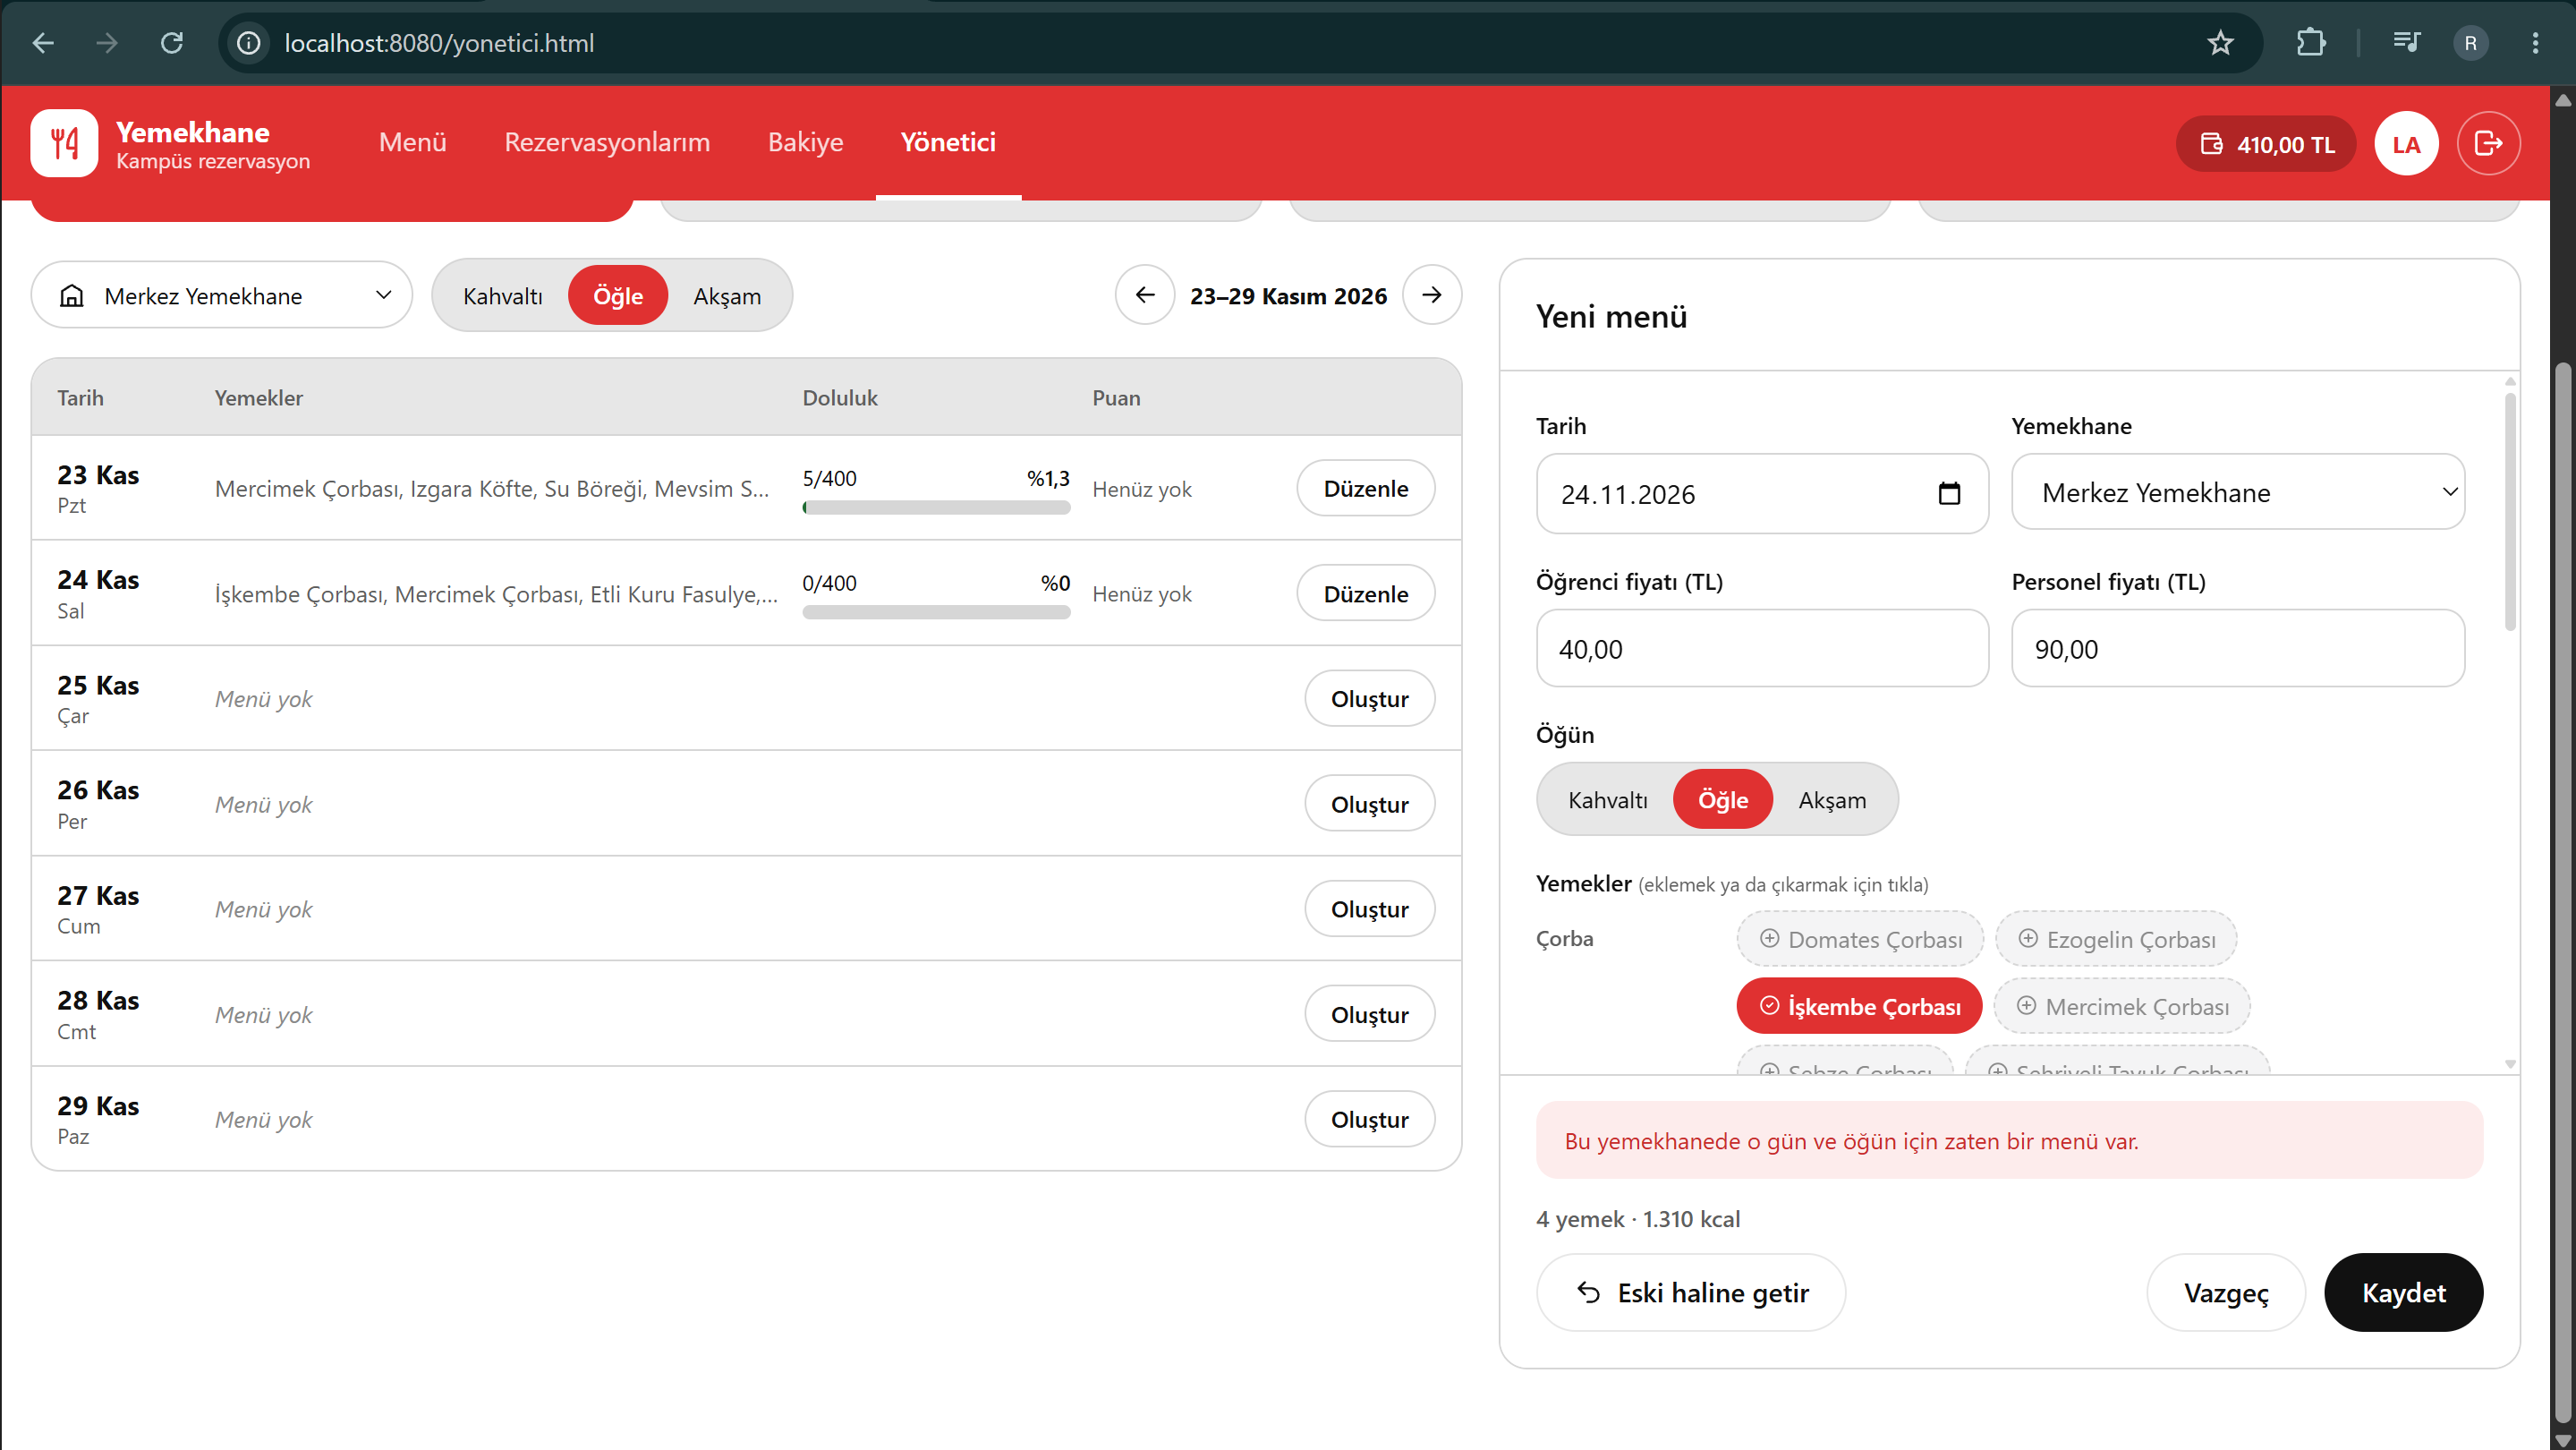 localhost:8080/yonetici.html
R
Yemekhane
Kampüs rezervasyon
Menü
Rezervasyonlarım
Bakiye
Yönetici
410,00 TL
LA
Merkez Yemekhane
Kahvaltı
Öğle
Akşam
23–29 Kasım 2026
Tarih
Yemekler
Doluluk
Puan
23 Kas
Pzt
Mercimek Çorbası, Izgara Köfte, Su Böreği, Mevsim S...
5/400
%1,3
Henüz yok
Düzenle
24 Kas
Sal
İşkembe Çorbası, Mercimek Çorbası, Etli Kuru Fasulye,...
0/400
%0
Henüz yok
Düzenle
25 Kas
Çar
Menü yok
Oluştur
26 Kas
Per
Menü yok
Oluştur
27 Kas
Cum
Menü yok
Oluştur
28 Kas
Cmt
Menü yok
Oluştur
29 Kas
Paz
Menü yok
Oluştur
Yeni menü
Tarih
24.11.2026
Yemekhane
Merkez Yemekhane
Öğrenci fiyatı (TL)
40,00
Personel fiyatı (TL)
90,00
Öğün
Kahvaltı
Öğle
Akşam
Yemekler (eklemek ya da çıkarmak için tıkla)
Çorba
Domates Çorbası
Ezogelin Çorbası
İşkembe Çorbası
Mercimek Çorbası
Sebze Çorbası
Şehriyeli Tavuk Çorbası
Bu yemekhanede o gün ve öğün için zaten bir menü var.
4 yemek · 1.310 kcal
Eski haline getir
Vazgeç
Kaydet